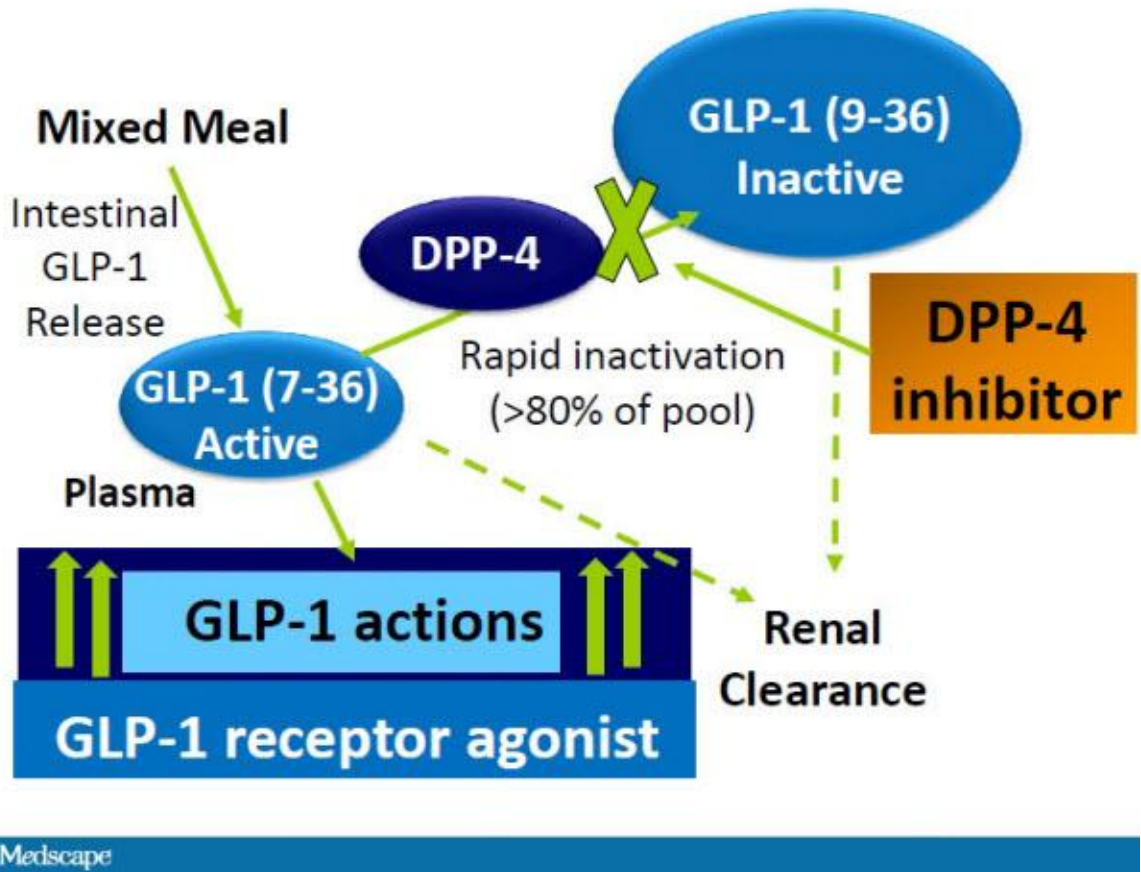 Mixed Meal
Intestinal
GLP-1
Release
GLP-1 (7-36)
Active
Plasma
DPP-4
GLP-1 (9-36)
Inactive
Rapid inactivation
(>80% of pool)
DPP-4
inhibitor
GLP-1 actions
GLP-1 receptor agonist
Renal
Clearance
Medscape